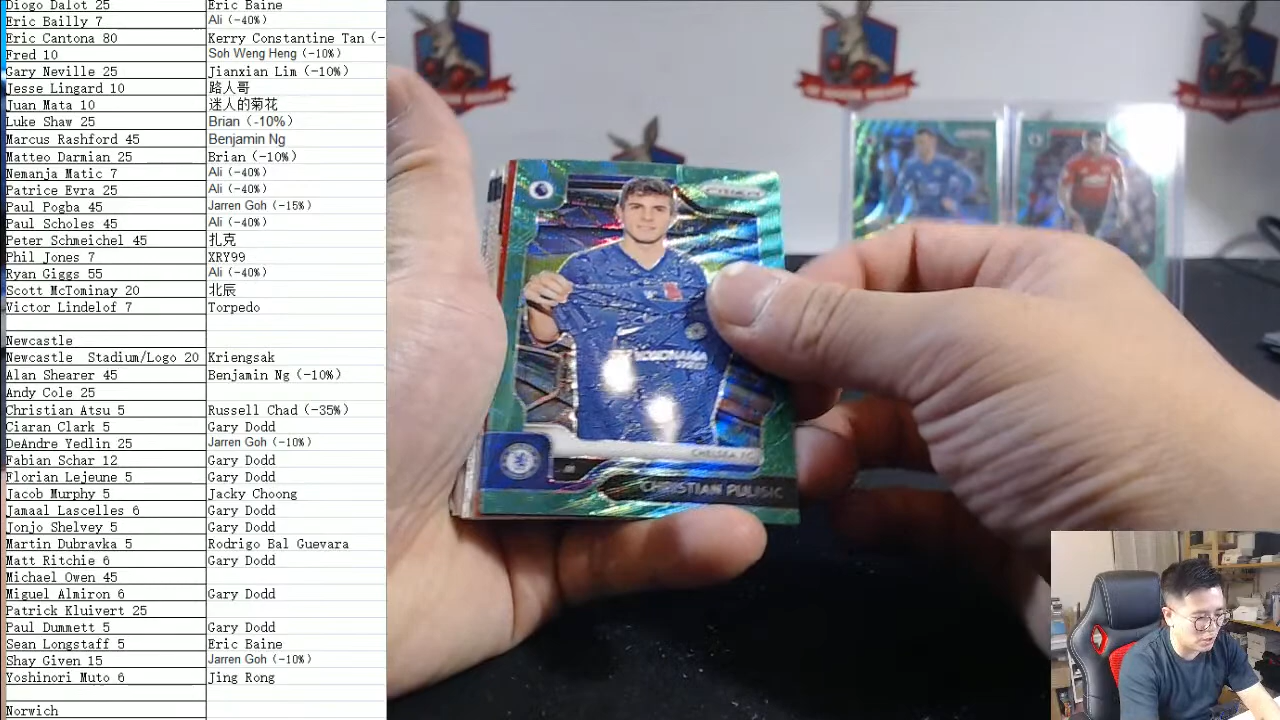 Diogo Dalot 25 Eric Baine
Eric Bailly 7 Ali (-40%)
Eric Cantona 80 Kerry Constantine Tan (-
Fred 10 Soh Weng Heng (-10%)
Gary Neville 25 Jianxian Lim (-10%)
Jesse Lingard 10 路人哥
Juan Mata 10 迷人的菊花
Luke Shaw 25 Brian (-10%)
Marcus Rashford 45 Benjamin Ng
Matteo Darmian 25 Brian (-10%)
Nemanja Matic 7 Ali (-40%)
Patrice Evra 25 Ali (-40%)
Paul Pogba 45 Jarren Goh (-15%)
Paul Scholes 45 Ali (-40%)
Peter Schmeichel 45 扎克
Phil Jones 7 XRY99
Ryan Giggs 55 Ali (-40%)
Scott McTominay 20 北辰
Victor Lindelof 7 Torpedo
Newcastle
Newcastle Stadium/Logo 20 Kriengsak
Alan Shearer 45 Benjamin Ng (-10%)
Andy Cole 25
Christian Atsu 5 Russell Chad (-35%)
Ciaran Clark 5 Gary Dodd
DeAndre Yedlin 25 Jarren Goh (-10%)
Fabian Schar 12 Gary Dodd
Florian Lejeune 5 Gary Dodd
Jacob Murphy 5 Jacky Choong
Jamaal Lascelles 6 Gary Dodd
Jonjo Shelvey 5 Gary Dodd
Martin Dubravka 5 Rodrigo Bal Guevara
Matt Ritchie 6 Gary Dodd
Michael Owen 45
Miguel Almiron 6 Gary Dodd
Patrick Kluivert 25
Paul Dummett 5 Gary Dodd
Sean Longstaff 5 Eric Baine
Shay Given 15 Jarren Goh (-10%)
Yoshinori Muto 6 Jing Rong
Norwich
PRIZM
YOKOHAMA
TYRES
CHELSEA FC
CHRISTIAN PULISIC